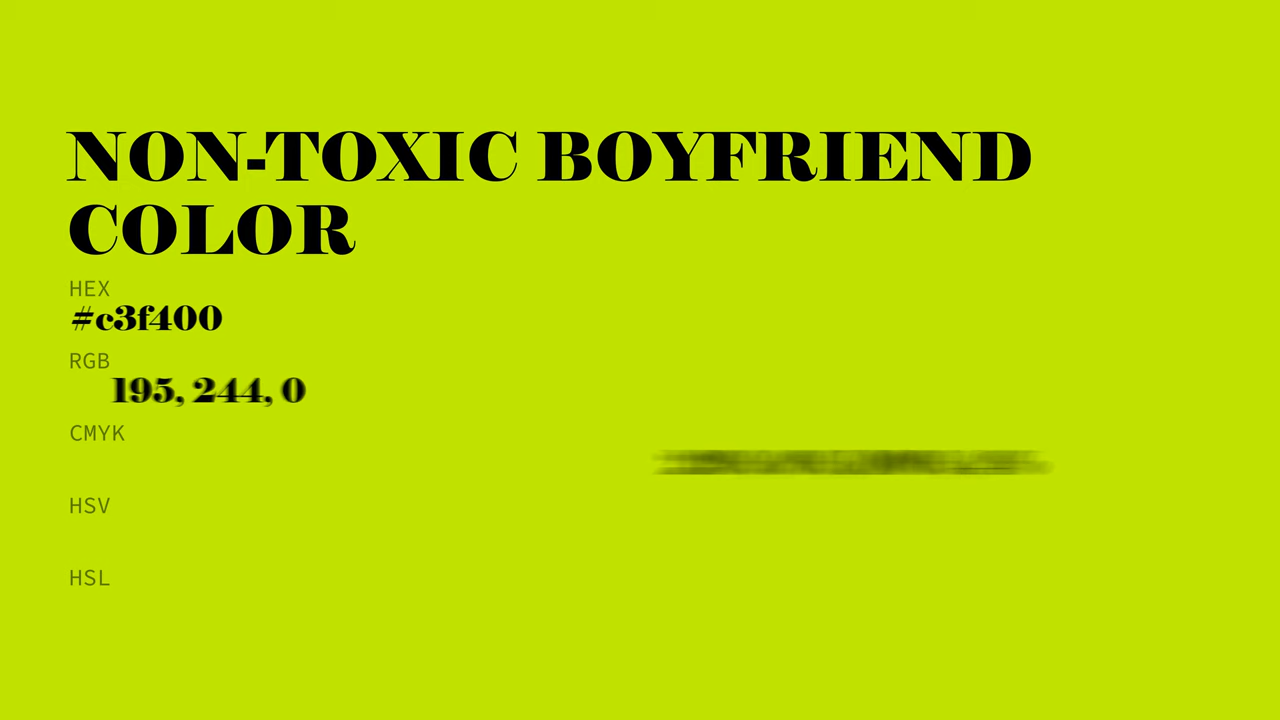 NON-TOXIC BOYFRIEND
COLOR
HEX
#c3f400
RGB
195, 244, 0
CMYK
HSV
HSL